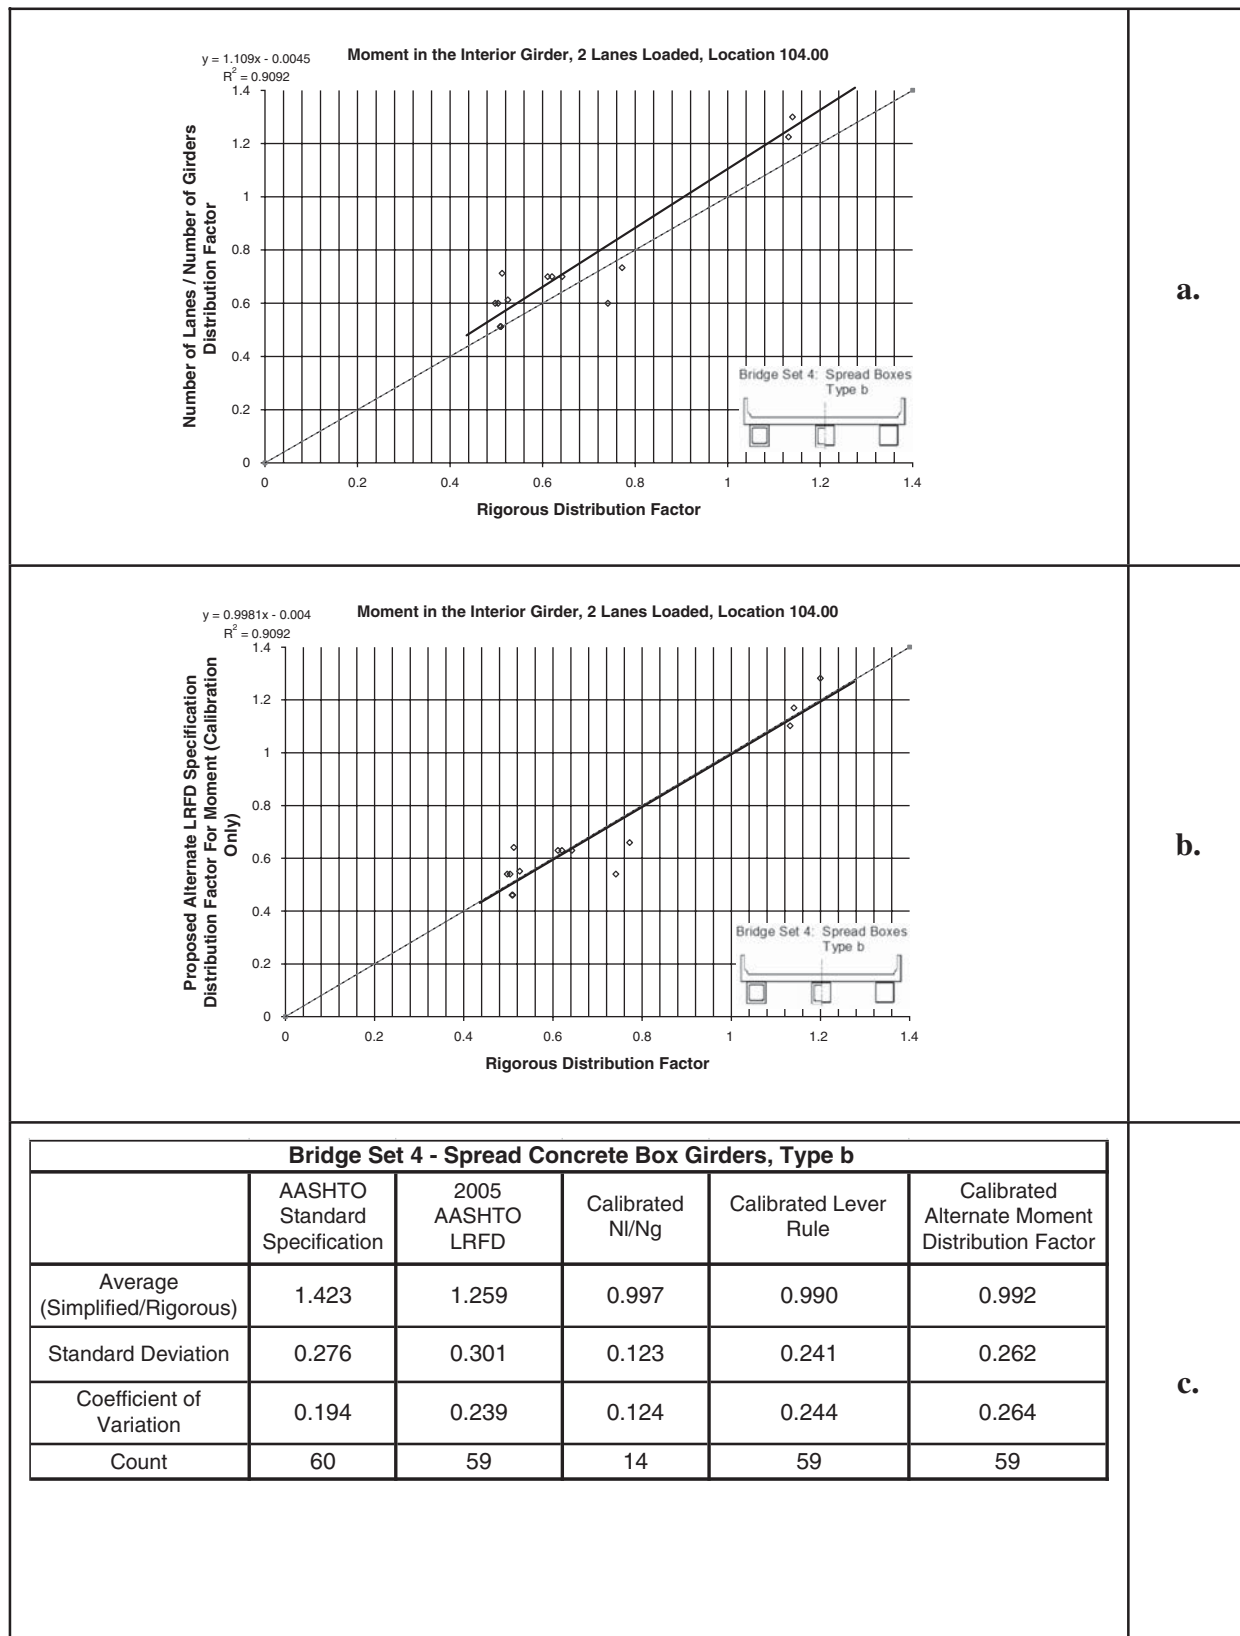 y = 1.109x - 0.0045
R² = 0.9092
Moment in the Interior Girder, 2 Lanes Loaded, Location 104.00
Number of Lanes / Number of Girders
Distribution Factor
1.4
1.2
1
0.8
0.6
0.4
0.2
0
0 0.2 0.4 0.6 0.8 1 1.2 1.4
Rigorous Distribution Factor
Bridge Set 4: Spread Boxes
Type b
a.
y = 0.9981x - 0.004
R² = 0.9092
Moment in the Interior Girder, 2 Lanes Loaded, Location 104.00
Proposed Alternate LRFD Specification
Distribution Factor For Moment (Calibration
Only)
1.4
1.2
1
0.8
0.6
0.4
0.2
0
0 0.2 0.4 0.6 0.8 1 1.2 1.4
Rigorous Distribution Factor
Bridge Set 4: Spread Boxes
Type b
b.
Bridge Set 4 - Spread Concrete Box Girders, Type b
AASHTO
Standard
Specification
2005
AASHTO
LRFD
Calibrated
Nl/Ng
Calibrated Lever
Rule
Calibrated
Alternate Moment
Distribution Factor
Average
(Simplified/Rigorous)
1.423 1.259 0.997 0.990 0.992
Standard Deviation 0.276 0.301 0.123 0.241 0.262
Coefficient of
Variation
0.194 0.239 0.124 0.244 0.264
Count 60 59 14 59 59
c.